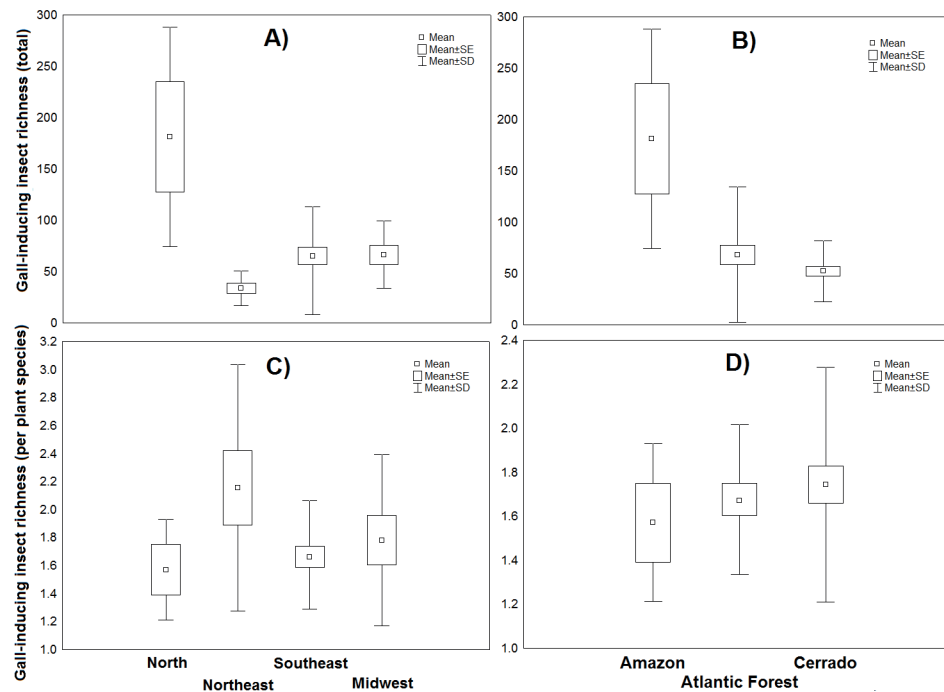 A)
Mean
Mean±SE
Mean±SD
Gall-inducing insect richness (total)
300
250
200
150
100
50
0
B)
Mean
Mean±SE
Mean±SD
300
250
200
150
100
50
0
C)
Mean
Mean±SE
Mean±SD
Gall-inducing insect richness (per plant species)
3.2
3.0
2.8
2.6
2.4
2.2
2.0
1.8
1.6
1.4
1.2
1.0
North
Northeast
Southeast
Midwest
D)
Mean
Mean±SE
Mean±SD
2.4
2.2
2.0
1.8
1.6
1.4
1.2
1.0
Amazon
Atlantic Forest
Cerrado